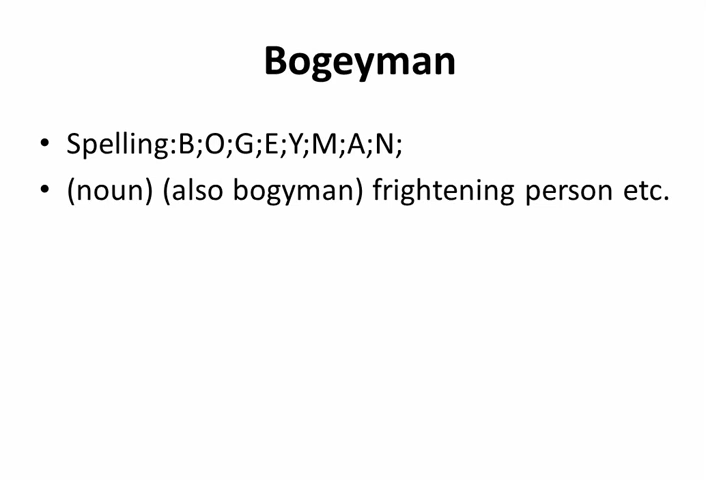 Bogeyman
• Spelling:B;O;G;E;Y;M;A;N;
• (noun) (also bogyman) frightening person etc.